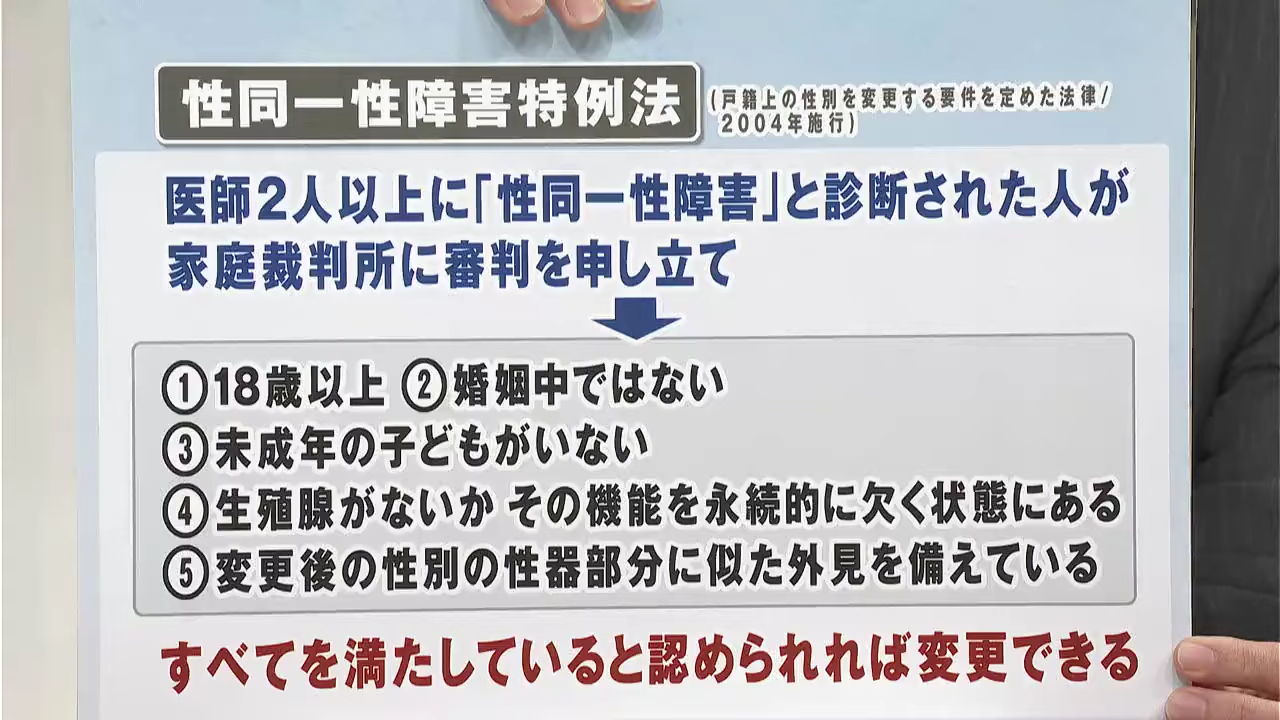 性同一性障害特例法
(戸籍上の性別を変更する要件を定めた法律/
2004年施行)
医師2人以上に「性同一性障害」と診断された人が
家庭裁判所に審判を申し立て
①18歳以上 ②婚姻中ではない
③未成年の子どもがいない
④生殖腺がないか その機能を永続的に欠く状態にある
⑤変更後の性別の性器部分に似た外見を備えている
すべてを満たしていると認められれば変更できる